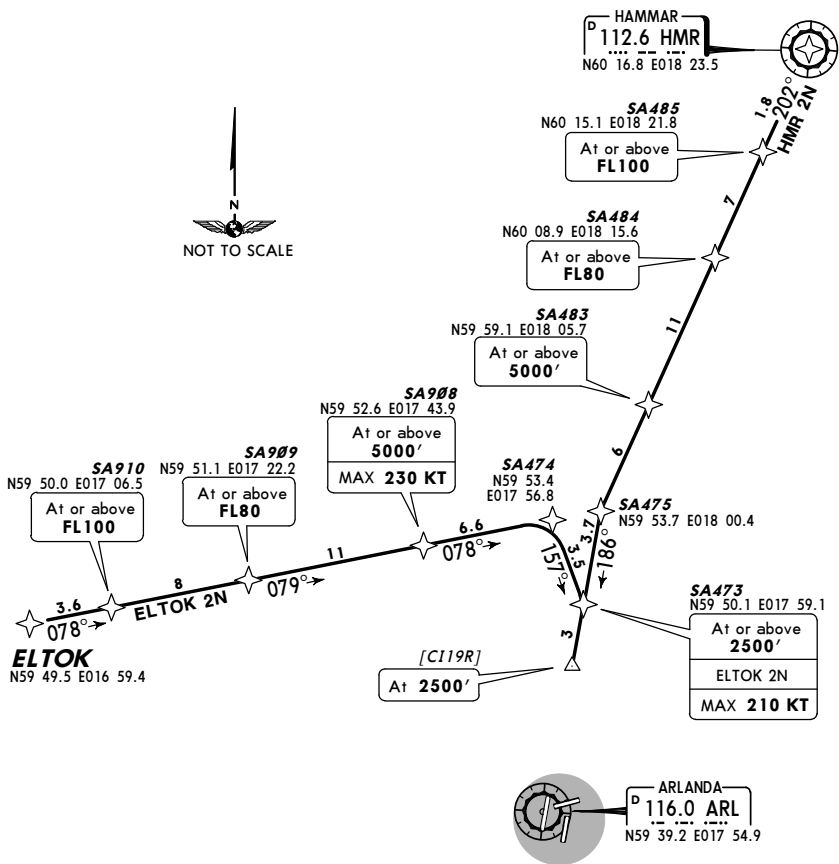 HAMMAR
D 112.6 HMR
N60 16.8 E018 23.5
1.8
202°
HMR 2N
SA485
N60 15.1 E018 21.8
At or above
FL100
7
N
NOT TO SCALE
SA484
N60 08.9 E018 15.6
At or above
FL80
11
SA483
N59 59.1 E018 05.7
At or above
5000'
6
SA9Ø8
N59 52.6 E017 43.9
At or above
5000'
MAX 230 KT
SA9Ø9
N59 51.1 E017 22.2
At or above
FL80
SA910
N59 50.0 E017 06.5
At or above
FL100
SA474
N59 53.4
E017 56.8
SA475
N59 53.7 E018 00.4
3.7
186°
6.6
078°
11
079°
8
ELTOK 2N
3.6
078°
ELTOK
N59 49.5 E016 59.4
3.5
157°
SA473
N59 50.1 E017 59.1
At or above
2500'
ELTOK 2N
MAX 210 KT
3
[CI19R]
At 2500'
ARLANDA
D 116.0 ARL
N59 39.2 E017 54.9